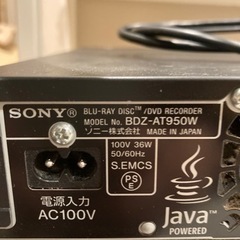 SONY
BLU-RAY DISC™/DVD RECORDER
MODEL No. BDZ-AT950W
ソニー株式会社 MADE IN JAPAN
100V 36W
50/60Hz
S.EMCS
PSE
電源入力
AC100V
Java
POWERED